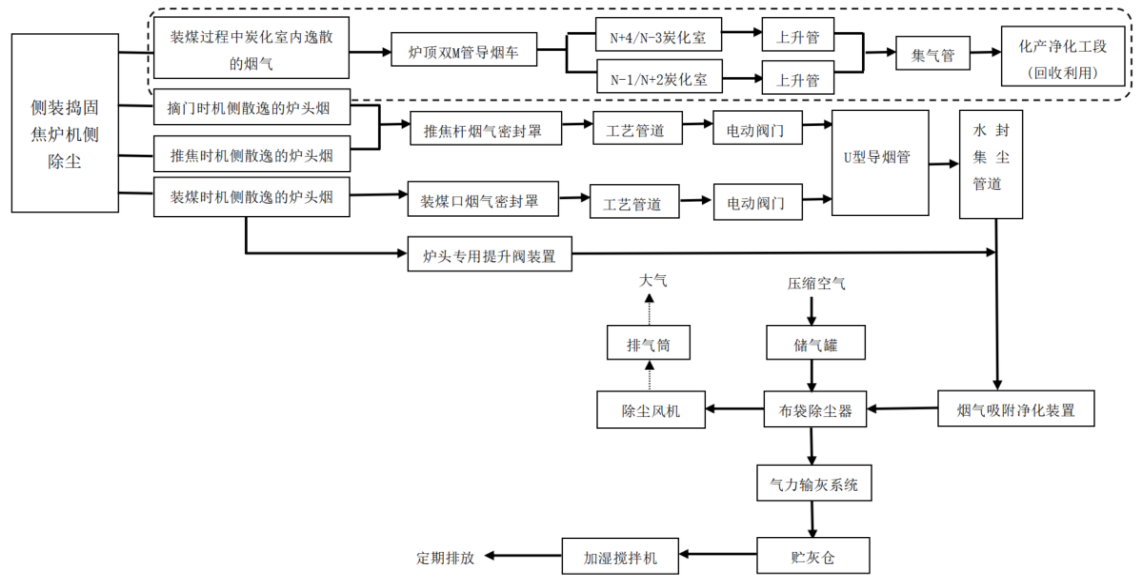 装煤过程中炭化室内逸散
的烟气
炉顶双M管导烟车
N+4/N-3炭化室
上升管
N-1/N+2炭化室
上升管
集气管
化产净化工段
(回收利用)
侧装捣固
焦炉机侧
除尘
摘门时机侧散逸的炉头烟
推焦时机侧散逸的炉头烟
推焦杆烟气密封罩
工艺管道
电动阀门
装煤时机侧散逸的炉头烟
装煤口烟气密封罩
工艺管道
电动阀门
U型导烟管
水封
集尘
管道
炉头专用提升阀装置
大气
压缩空气
排气筒
储气罐
除尘风机
布袋除尘器
烟气吸附净化装置
气力输灰系统
定期排放
加湿搅拌机
贮灰仓